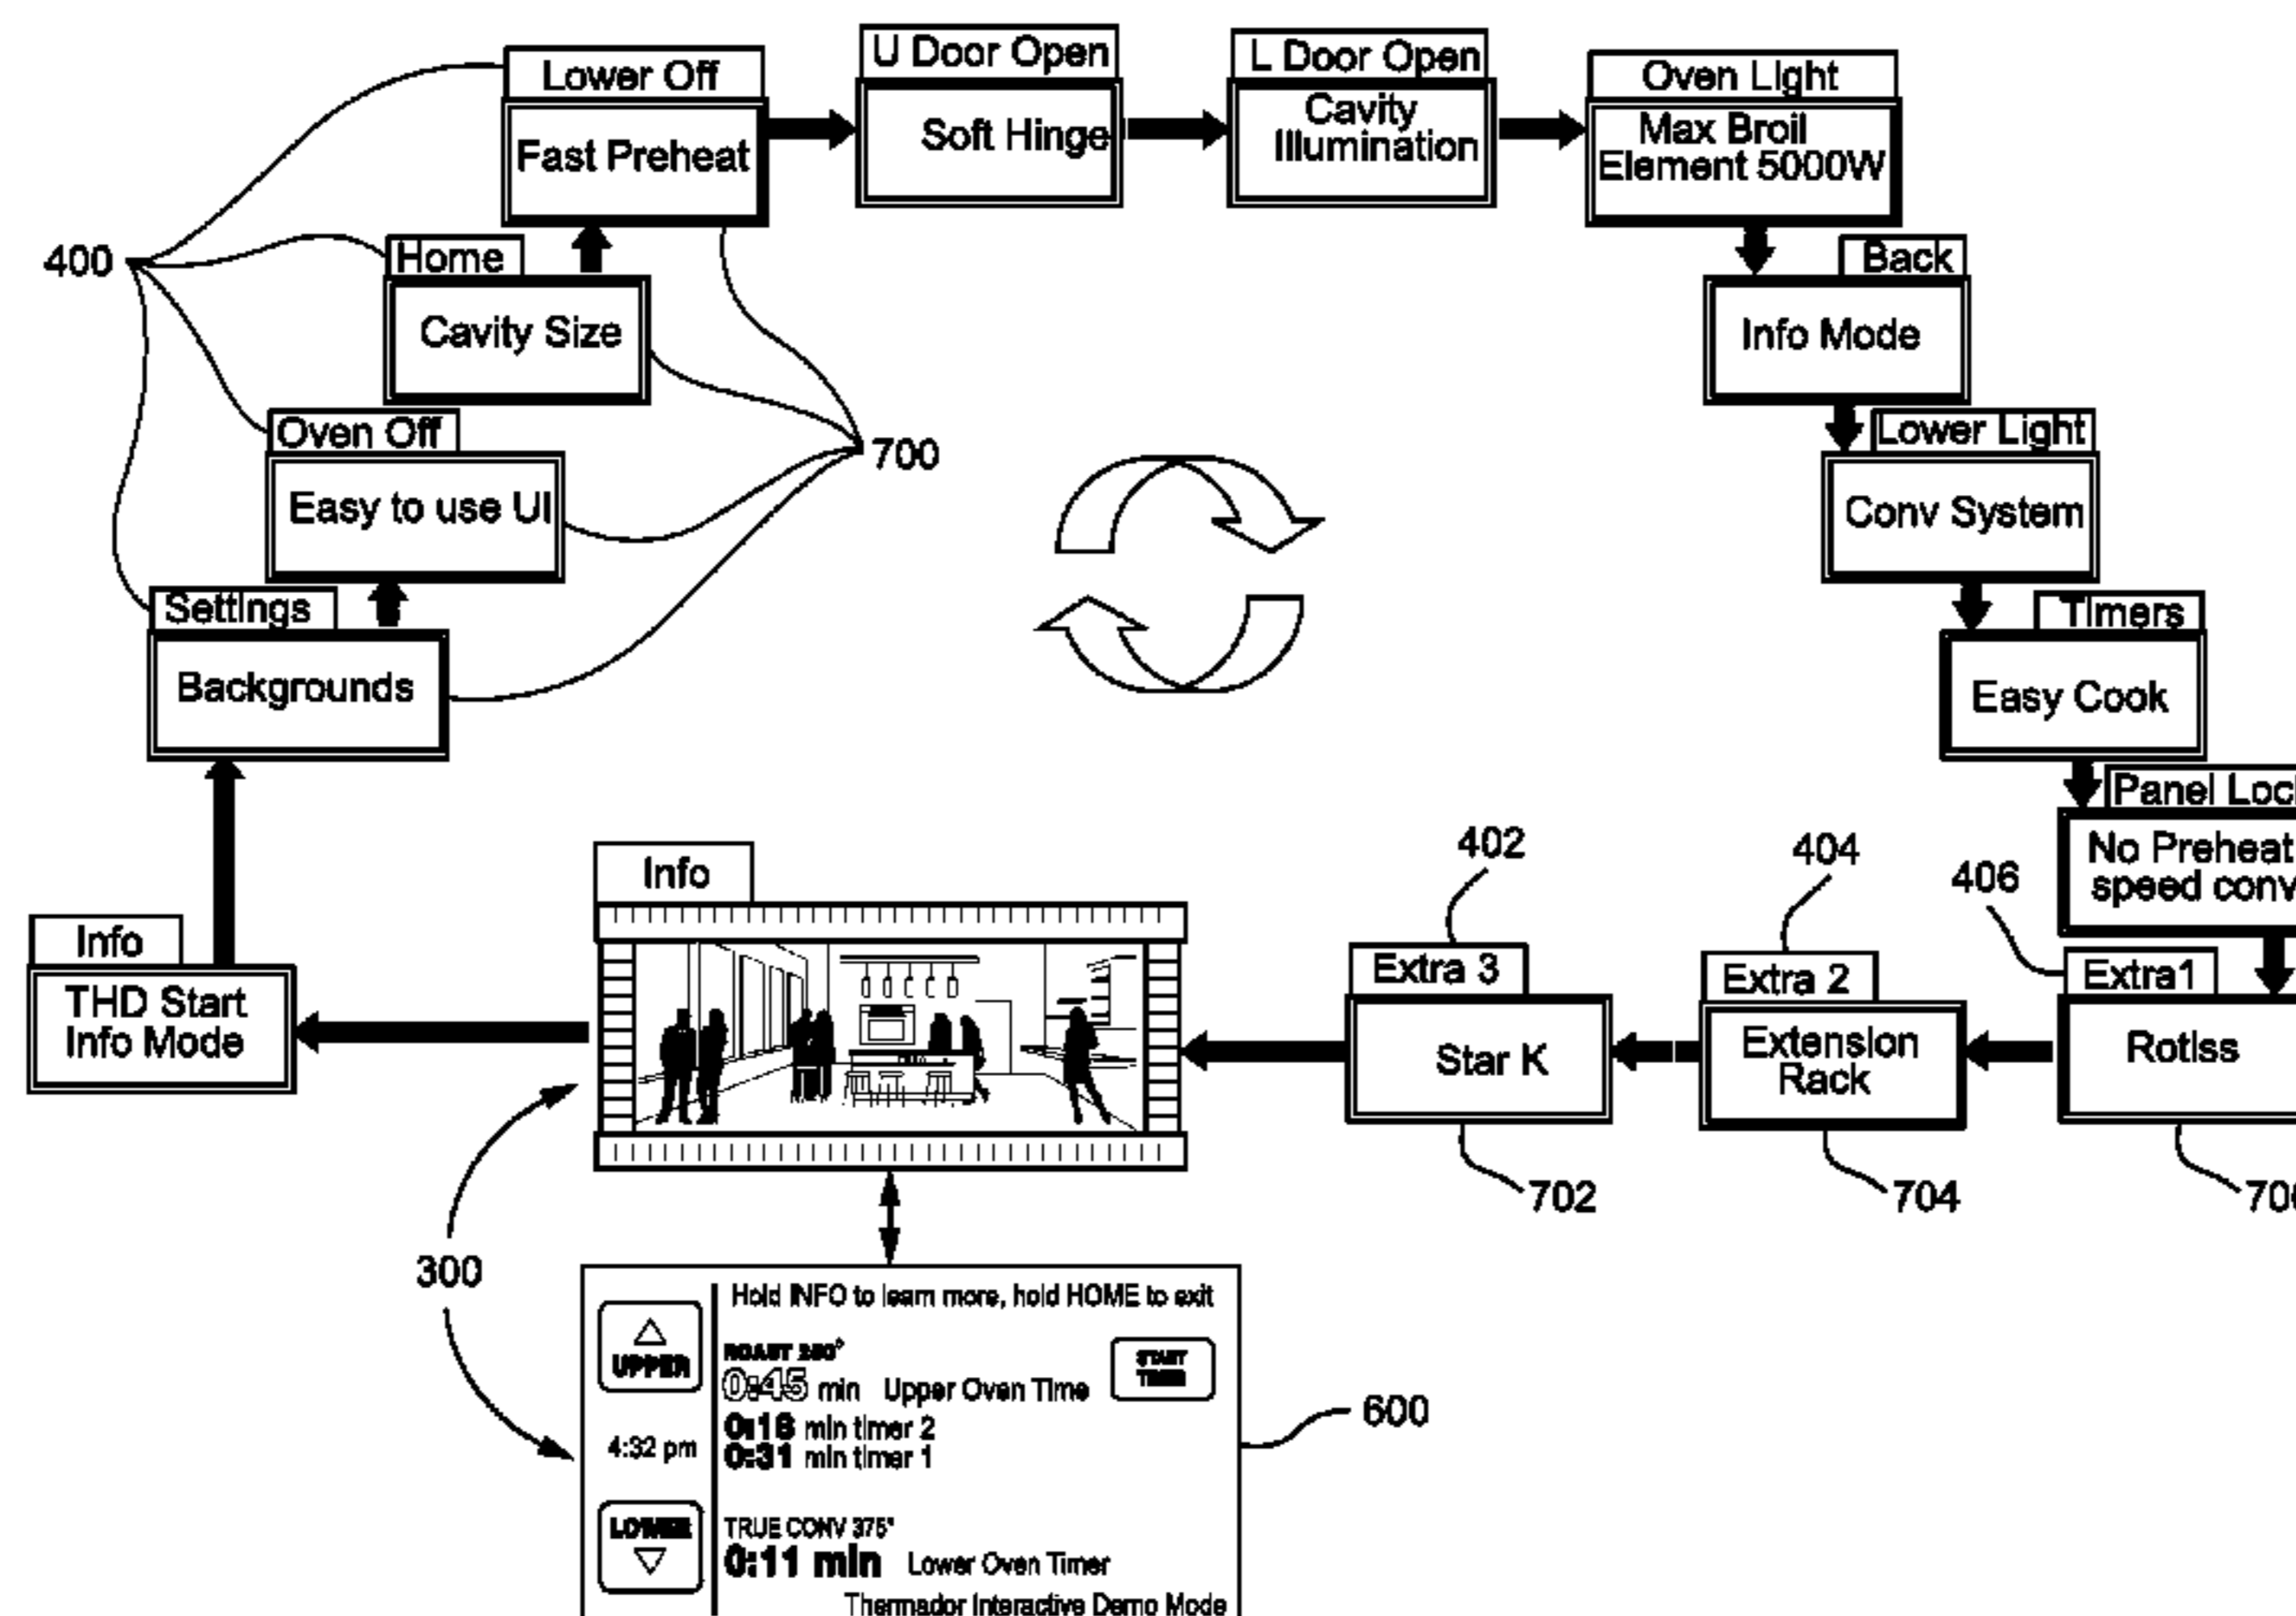 Lower Off
Fast Preheat
U Door Open
Soft Hinge
L Door Open
Cavity
Illumination
Oven Light
Max Broil
Element 5000W
400
Home
Cavity Size
Back
Info Mode
Oven Off
Easy to use UI
700
Lower Light
Conv System
Settings
Backgrounds
Timers
Easy Cook
Panel Loc
No Preheat
speed conv
Info
402
404
406
Info
THD Start
Info Mode
Extra 3
Star K
Extra 2
Extension
Rack
Extra1
Rotiss
702
704
70
300
Hold INFO to learn more, hold HOME to exit
UPPER
ROAST
START
0:45 min Upper Oven Time
600
0:16 min timer 2
4:32 pm
0:31 min timer 1
LOWER
TRUE CONV 375°
0:11 min Lower Oven Timer
Thermador Interactive Demo Mode